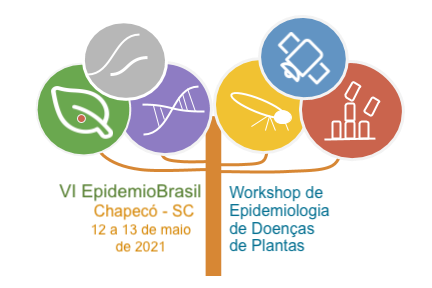 VI EpidemioBrasil
Chapecó - SC
12 a 13 de maio
de 2021
Workshop de
Epidemiologia
de Doenças
de Plantas